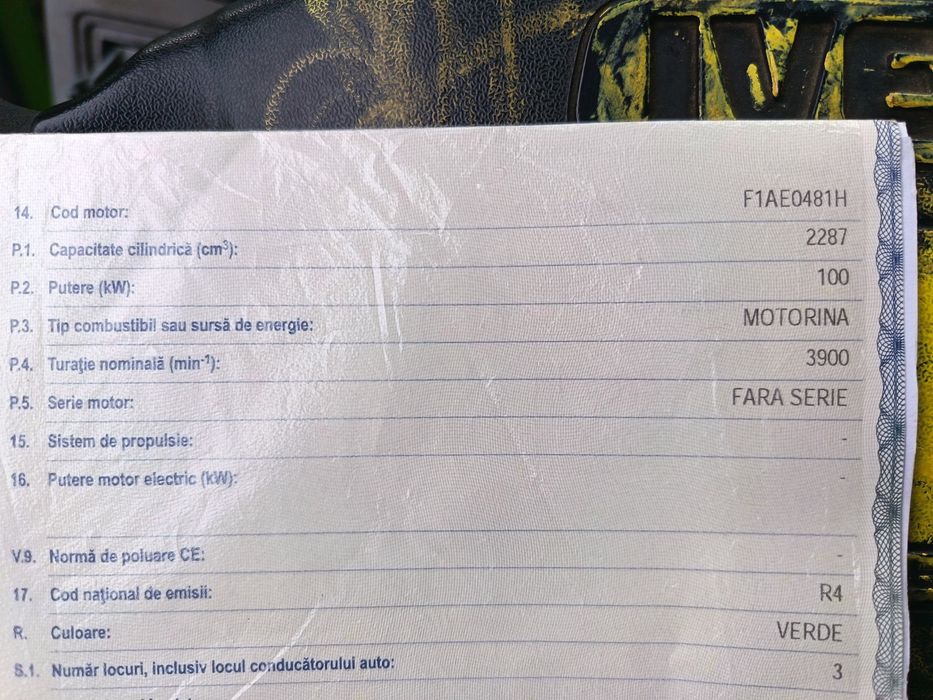 IVE
14. Cod motor: F1AE0481H
P.1. Capacitate cilindrică (cm³): 2287
P.2. Putere (kW): 100
P.3. Tip combustibil sau sursă de energie: MOTORINA
P.4. Turaţie nominală (min⁻¹): 3900
P.5. Serie motor: FARA SERIE
15. Sistem de propulsie: -
16. Putere motor electric (kW): -
V.9. Normă de poluare CE: -
17. Cod naţional de emisii: R4
R. Culoare: VERDE
S.1. Număr locuri, inclusiv locul conducătorului auto: 3